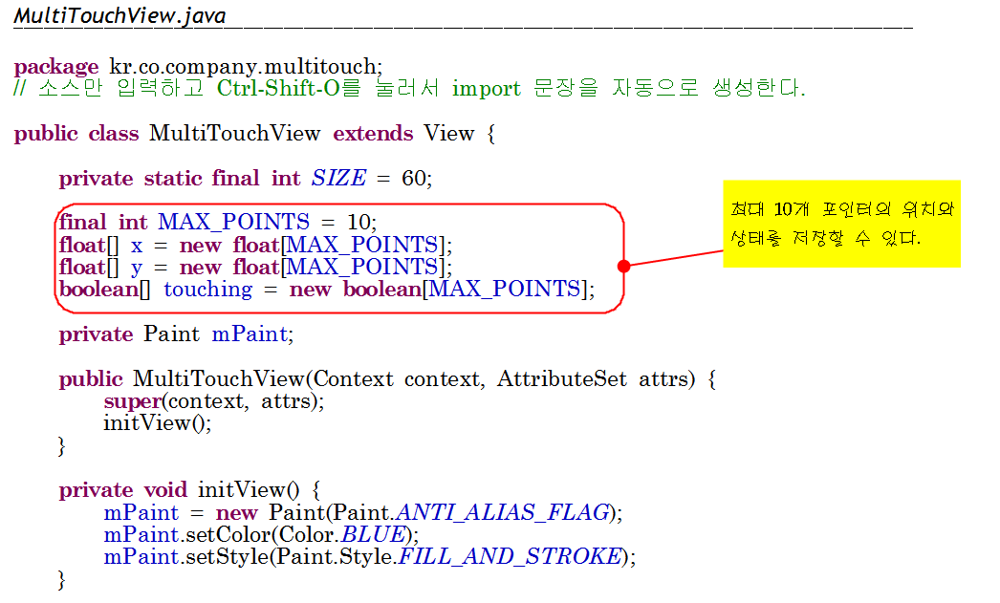 MultiTouchView.java
package kr.co.company.multitouch;
// 소스만 입력하고 Ctrl-Shift-O를 눌러서 import 문장을 자동으로 생성한다.
public class MultiTouchView extends View {
private static final int SIZE = 60;
final int MAX_POINTS = 10;
float[] x = new float[MAX_POINTS];
float[] y = new float[MAX_POINTS];
boolean[] touching = new boolean[MAX_POINTS];
최대 10개 포인터의 위치와
상태를 저장할 수 있다.
private Paint mPaint;
public MultiTouchView(Context context, AttributeSet attrs) {
super(context, attrs);
initView();
}
private void initView() {
mPaint = new Paint(Paint.ANTI_ALIAS_FLAG);
mPaint.setColor(Color.BLUE);
mPaint.setStyle(Paint.Style.FILL_AND_STROKE);
}